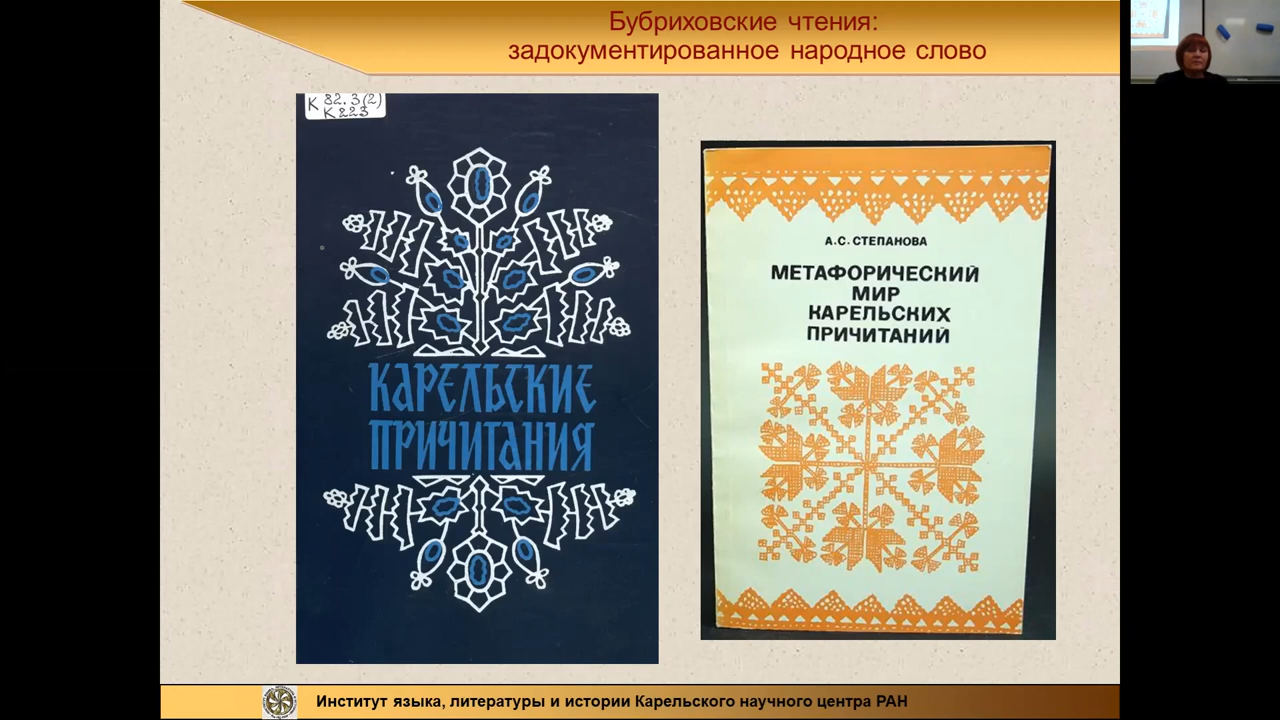 Бубриховские чтения:
задокументированное народное слово
К 82.3(2)
К 223
КАРЕЛЬСКИЕ
ПРИЧИТАНИЯ
А.С. СТЕПАНОВА
МЕТАФОРИЧЕСКИЙ
МИР
КАРЕЛЬСКИХ
ПРИЧИТАНИЙ
Институт языка, литературы и истории Карельского научного центра РАН